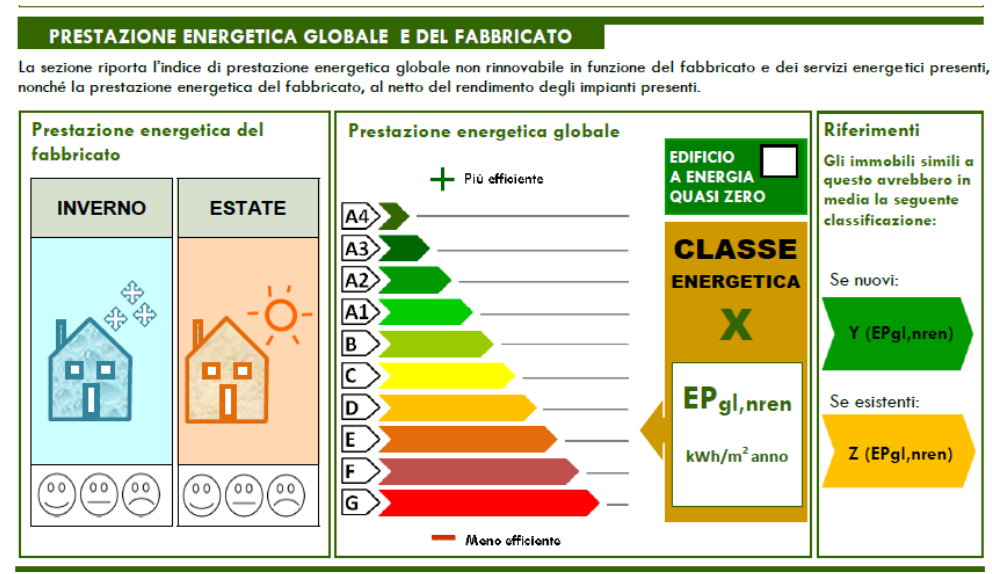 PRESTAZIONE ENERGETICA GLOBALE E DEL FABBRICATO
La sezione riporta l'indice di prestazione energetica globale non rinnovabile in funzione del fabbricato e dei servizi energetici presenti,
nonché la prestazione energetica del fabbricato, al netto del rendimento degli impianti presenti.
Prestazione energetica del
fabbricato
INVERNO
ESTATE
Prestazione energetica globale
+ Più efficiente
A4
A3
A2
A1
B
C
D
E
F
G
— Meno efficiente
EDIFICIO
A ENERGIA
QUASI ZERO
CLASSE
ENERGETICA
X
EPgl,nren
kWh/m² anno
Riferimenti
Gli immobili simili a
questo avrebbero in
media la seguente
classificazione:
Se nuovi:
Y (EPgl,nren)
Se esistenti:
Z (EPgl,nren)